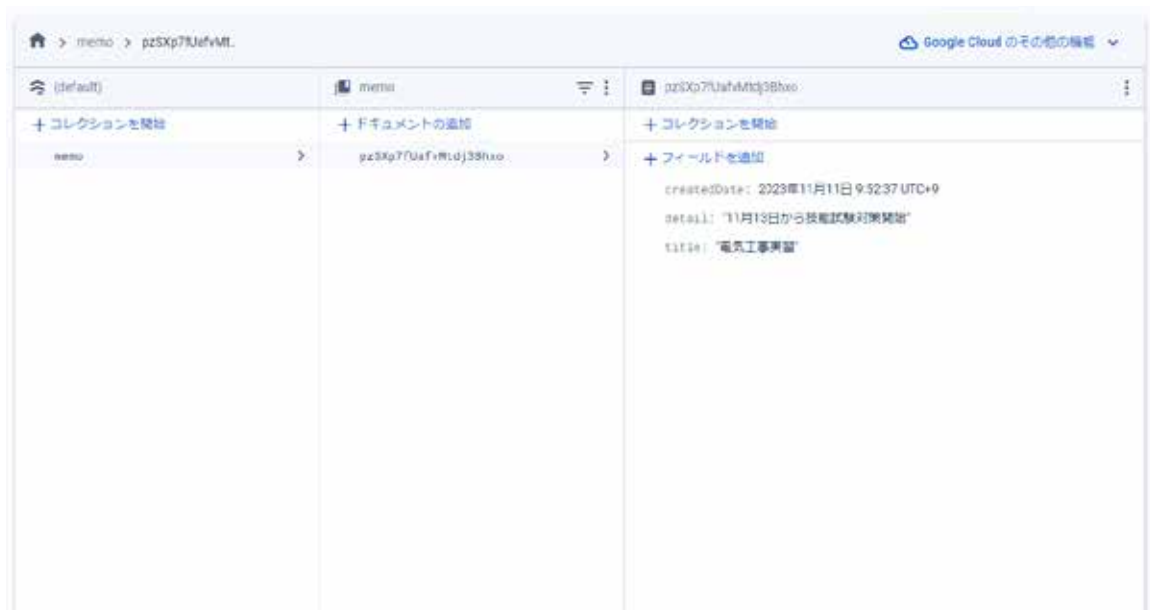 memo > pzSXp7fUafvMt.
Google Cloud のその他の機能
(default)
memo
+ コレクションを開始
+ ドキュメントの追加
+ コレクションを開始
memo
+ フィールドを追加
createdDate: 2023年11月11日 9:52:37 UTC+9
detail: "11月13日から技能試験対策開始"
title: "電気工事実習"